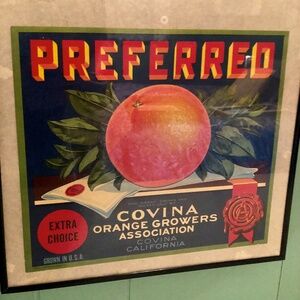 PREFERRED
COVINA
ORANGE GROWERS
ASSOCIATION
COVINA
CALIFORNIA
EXTRA
CHOICE
GROWN IN U.S.A.